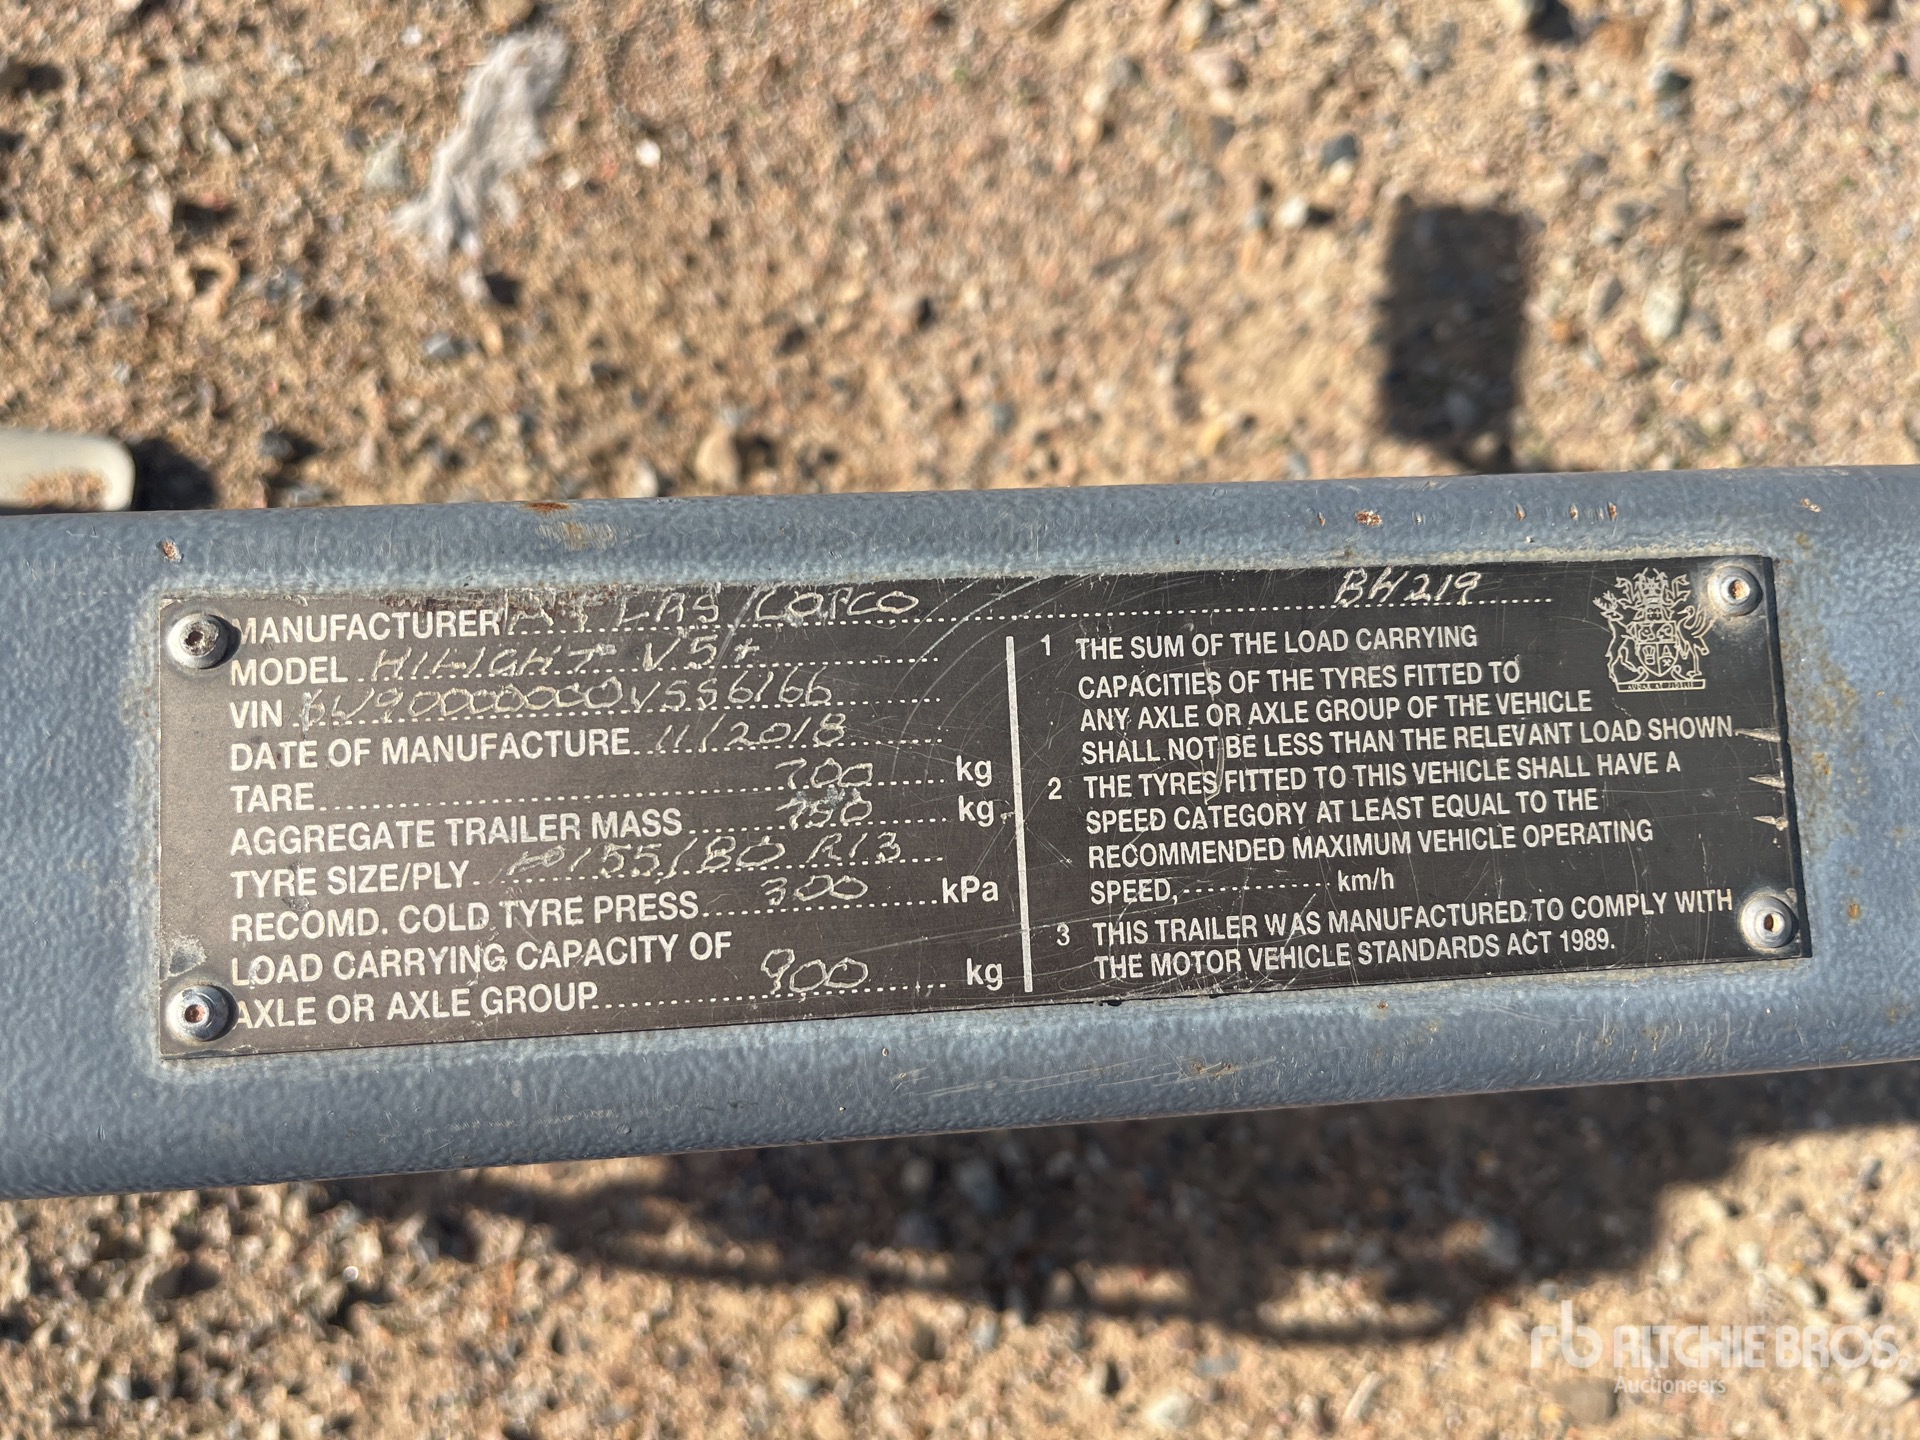 MANUFACTURER ATLAS COPCO BH219
MODEL HILIGHT V5+
VIN 6U90000000V5S6166
DATE OF MANUFACTURE 11/2018
TARE 700 kg
AGGREGATE TRAILER MASS 750 kg
TYRE SIZE/PLY 155/80 R13
RECOMD. COLD TYRE PRESS 300 kPa
LOAD CARRYING CAPACITY OF
AXLE OR AXLE GROUP 900 kg
1 THE SUM OF THE LOAD CARRYING
CAPACITIES OF THE TYRES FITTED TO
ANY AXLE OR AXLE GROUP OF THE VEHICLE
SHALL NOT BE LESS THAN THE RELEVANT LOAD SHOWN
2 THE TYRES FITTED TO THIS VEHICLE SHALL HAVE A
SPEED CATEGORY AT LEAST EQUAL TO THE
RECOMMENDED MAXIMUM VEHICLE OPERATING
SPEED, km/h
3 THIS TRAILER WAS MANUFACTURED TO COMPLY WITH
THE MOTOR VEHICLE STANDARDS ACT 1989.
rb RITCHIE BROS.
Auctioneers